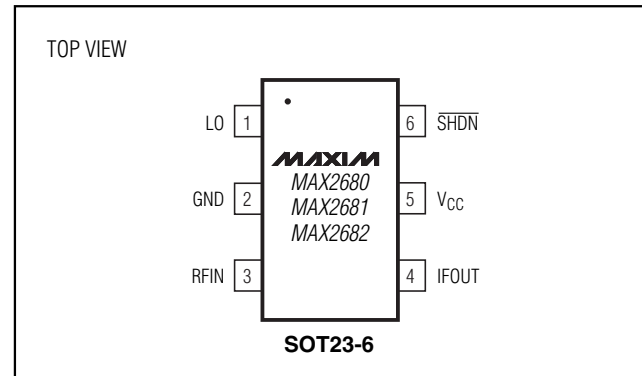 TOP VIEW
LO 1
6 SHDN
MAXIM
MAX2680
GND 2
MAX2681
5 VCC
MAX2682
RFIN 3
4 IFOUT
SOT23-6